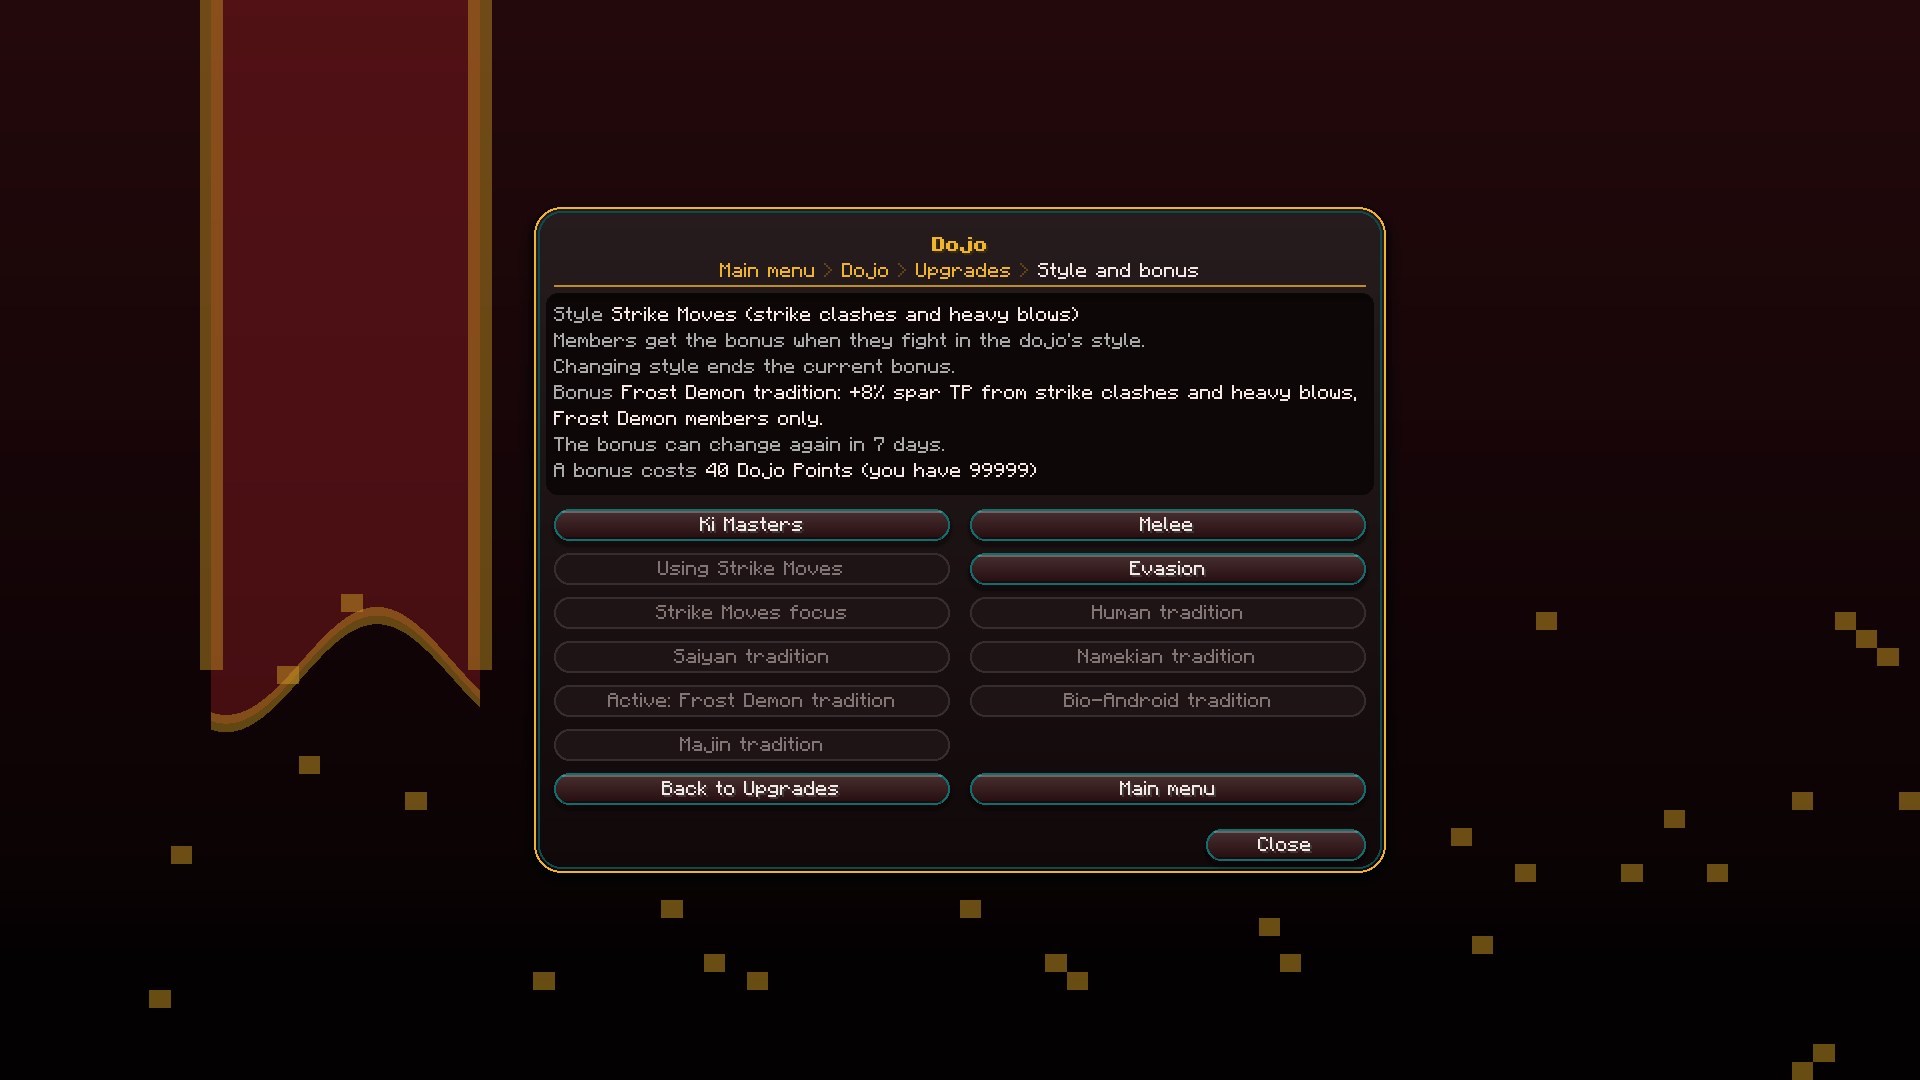 Dojo
Main menu > Dojo > Upgrades > Style and bonus
Style Strike Moves (strike clashes and heavy blows)
Members get the bonus when they fight in the dojo's style.
Changing style ends the current bonus.
Bonus Frost Demon tradition: +8% spar TP from strike clashes and heavy blows,
Frost Demon members only.
The bonus can change again in 7 days.
A bonus costs 40 Dojo Points (you have 99999)
Ki Masters
Melee
Using Strike Moves
Evasion
Strike Moves focus
Human tradition
Saiyan tradition
Namekian tradition
Active: Frost Demon tradition
Bio-Android tradition
Majin tradition
Back to Upgrades
Main menu
Close